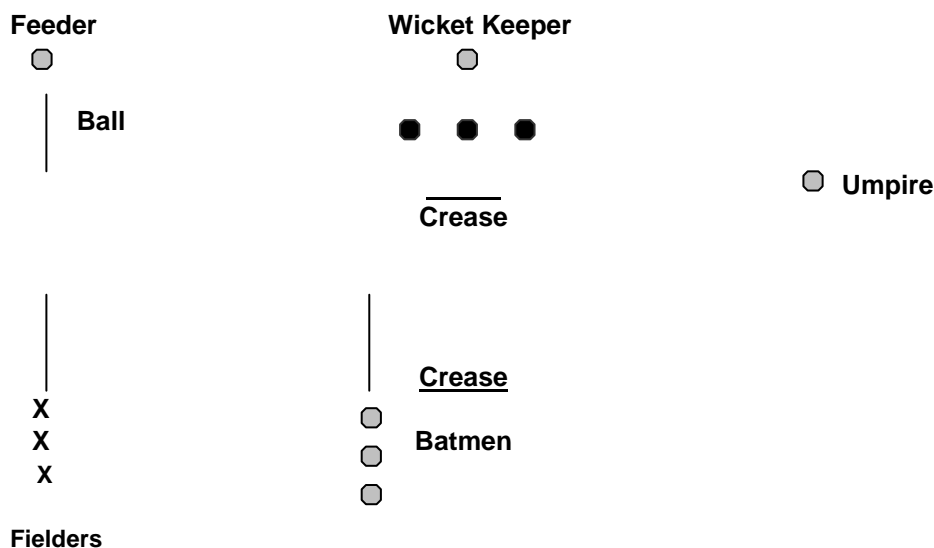 Feeder Wicket Keeper
Ball
Umpire
Crease
Crease
X
X Batmen
X
Fielders